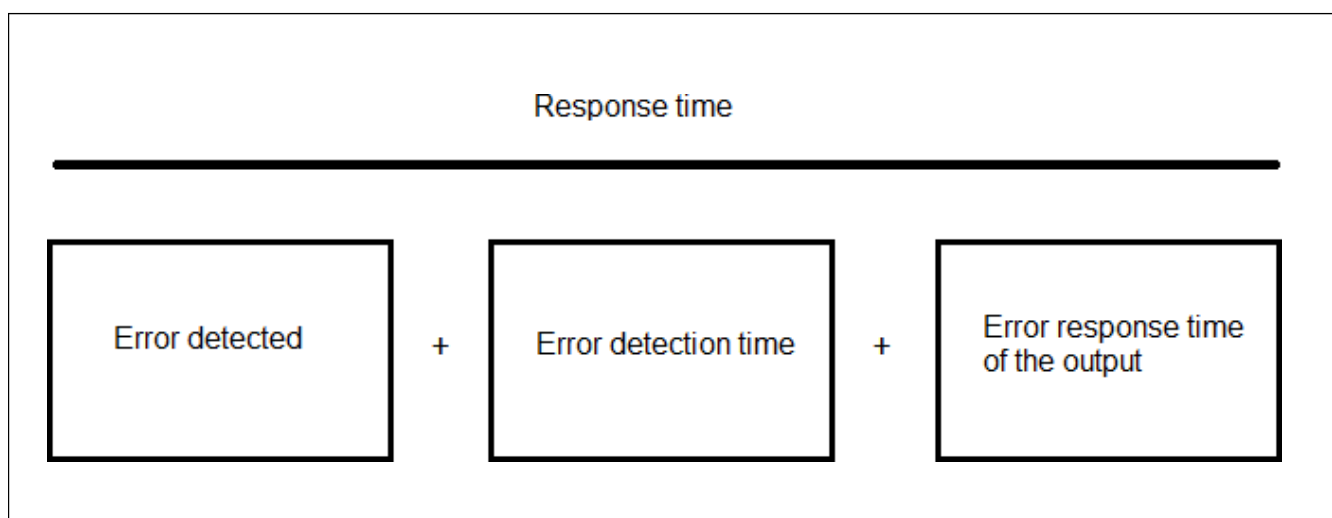 Response time
Error detected
+
Error detection time
+
Error response time
of the output